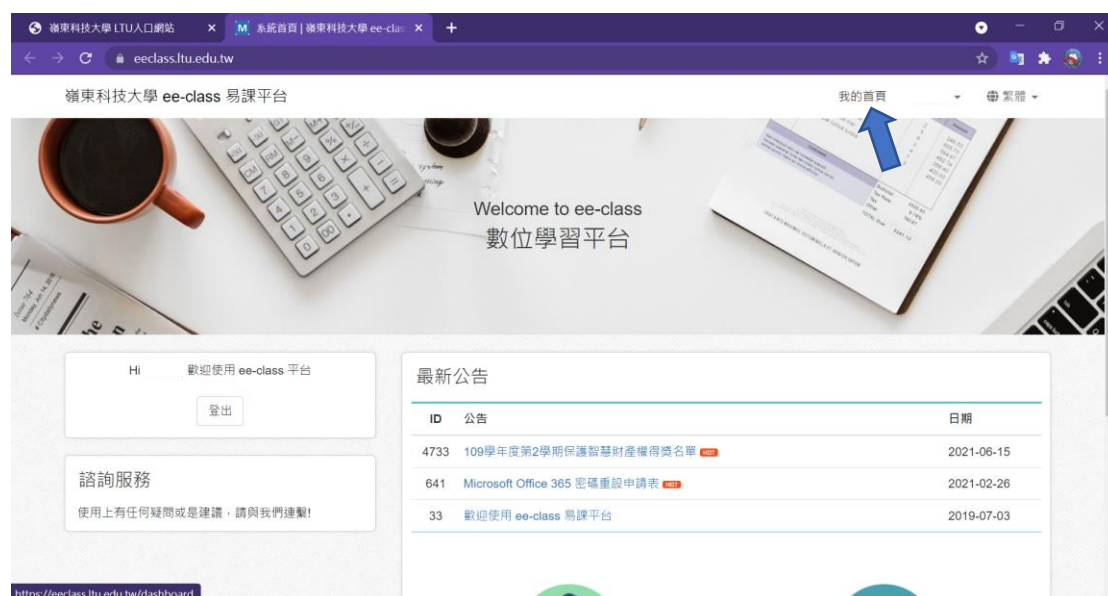 嶺東科技大學 LTU入口網站
系統首頁 | 嶺東科技大學 ee-clas
eeclass.ltu.edu.tw
嶺東科技大學 ee-class 易課平台
我的首頁
繁體
Welcome to ee-class
數位學習平台
Hi 歡迎使用 ee-class 平台
登出
諮詢服務
使用上有任何疑問或是建議，請與我們連繫!
最新公告
ID 公告 日期
4733 109學年度第2學期保護智慧財產權得獎名單 HOT 2021-06-15
641 Microsoft Office 365 密碼重設申請表 HOT 2021-02-26
33 歡迎使用 ee-class 易課平台 2019-07-03
https://eeclass.ltu.edu.tw/dashboard